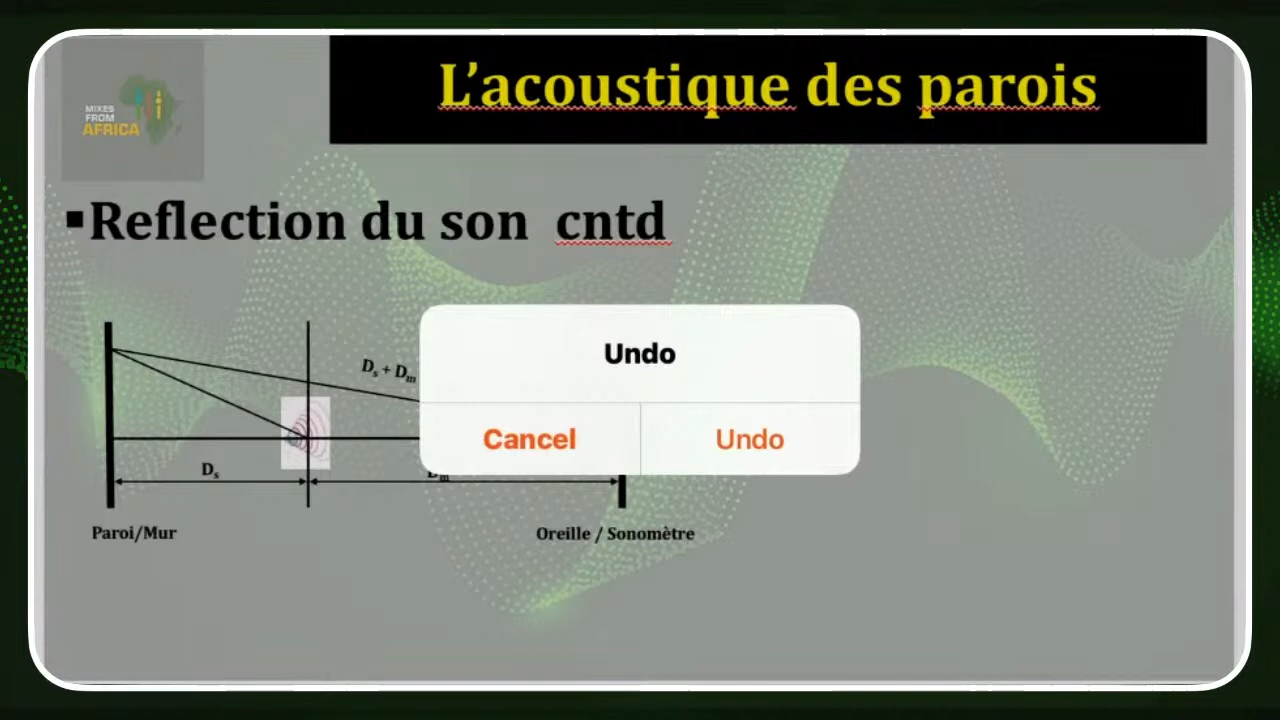 L'acoustique des parois
MIXES
FROM
AFRICA
▪Reflection du son cntd
Undo
Cancel
Undo
Ds + Dm
Ds
Dm
Paroi/Mur
Oreille / Sonomètre